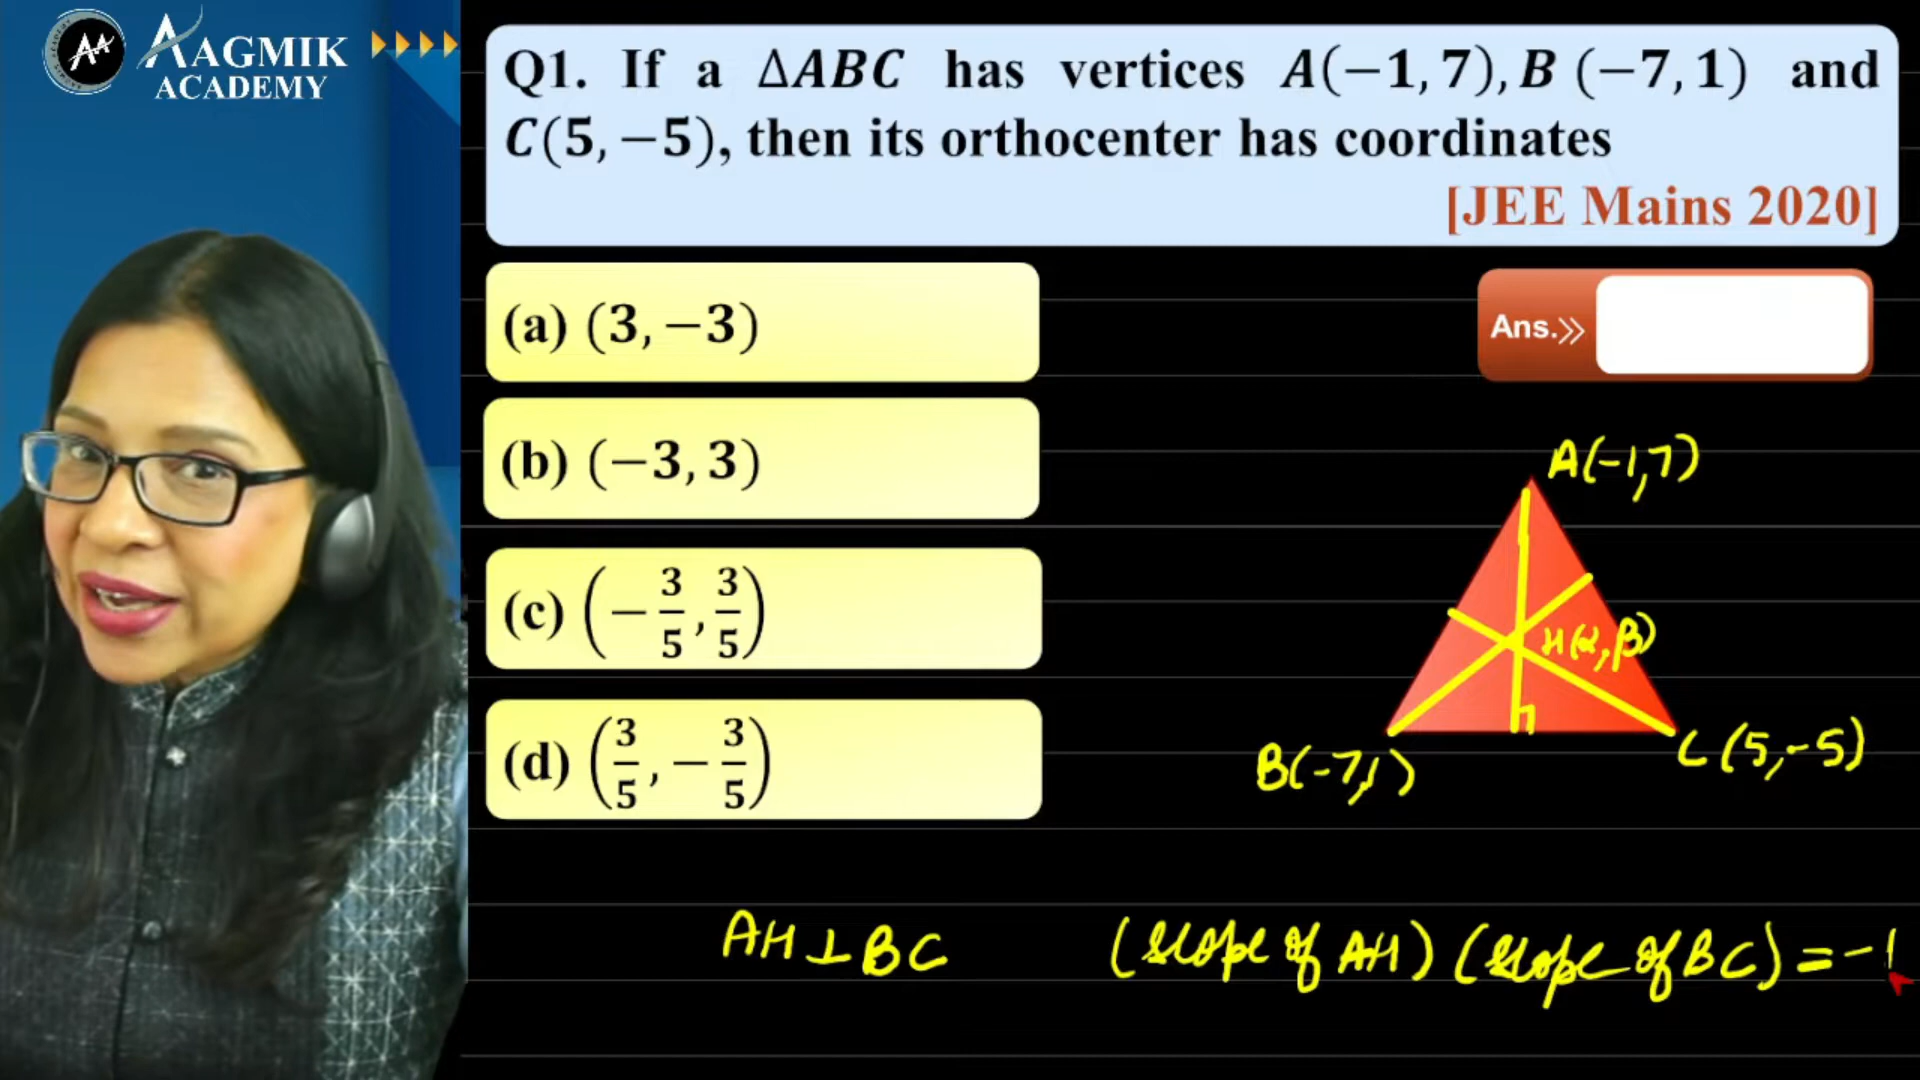 AAGMIK
ACADEMY
Q1. If a ΔABC has vertices A(−1, 7), B (−7, 1) and
C(5, −5), then its orthocenter has coordinates
[JEE Mains 2020]
(a) (3, −3)
Ans.
(b) (−3, 3)
(c) (−3/5, 3/5)
(d) (3/5, −3/5)
A(-1,7)
H(α,β)
B(-7,1)
C(5,-5)
AH⊥BC (slope of AH) (slope of BC) = -1